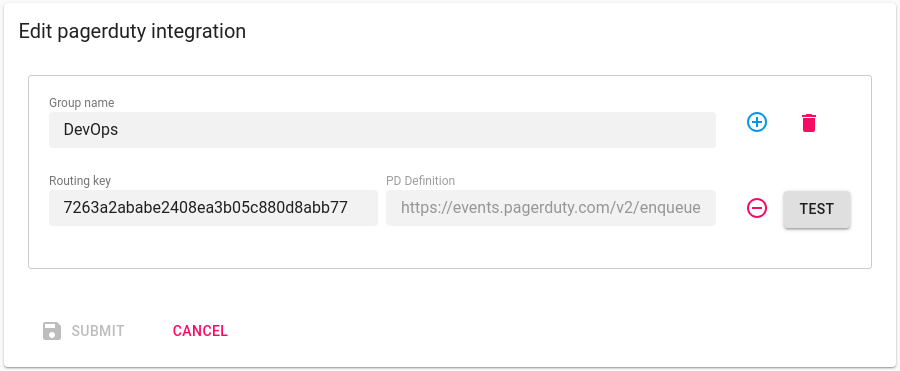 Edit pagerduty integration
Group name
DevOps
Routing key
PD Definition
7263a2ababe2408ea3b05c880d8abb77
https://events.pagerduty.com/v2/enqueue
TEST
SUBMIT
CANCEL